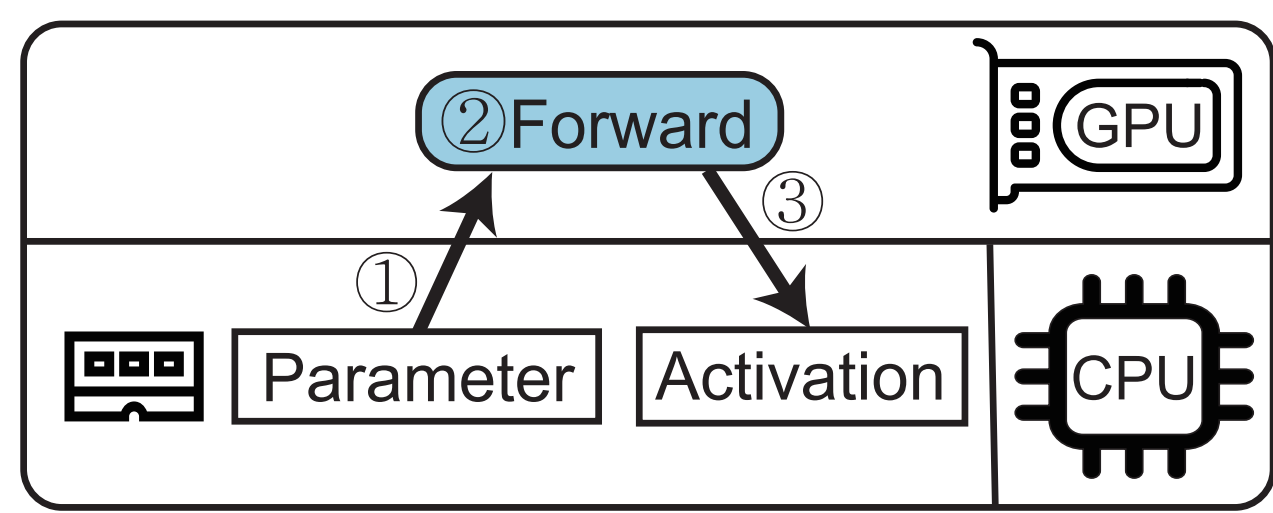 ②Forward
GPU
③
①
Parameter
Activation
CPU